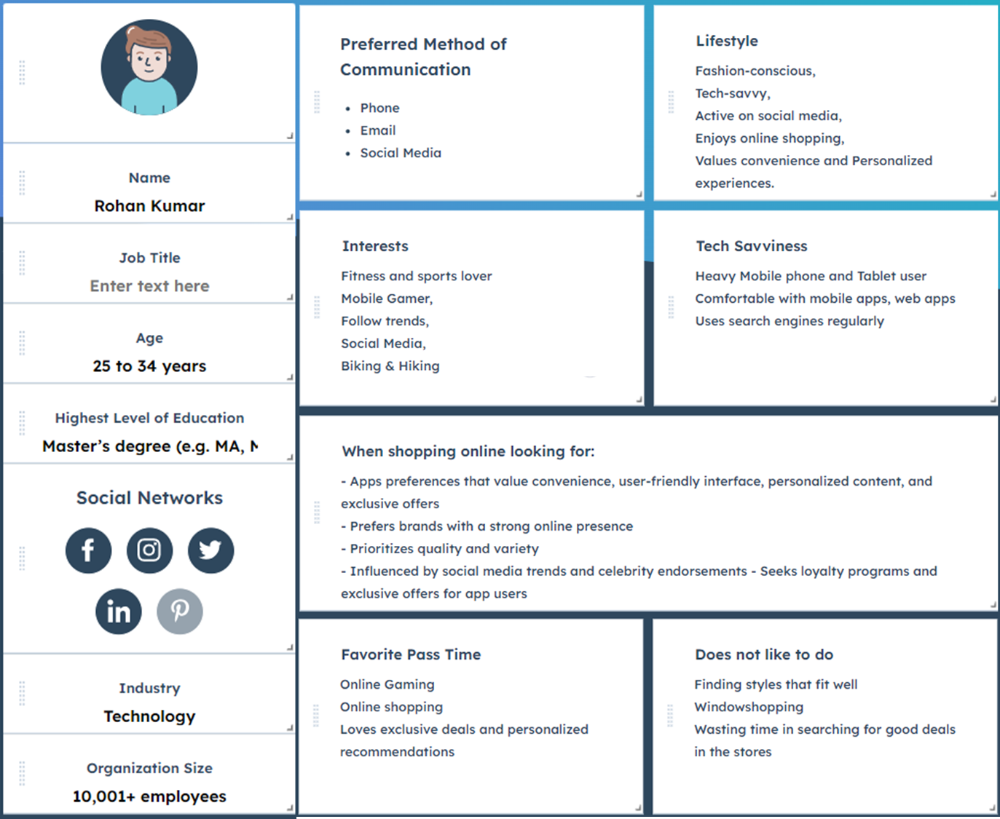 Name
Rohan Kumar
Job Title
Enter text here
Age
25 to 34 years
Highest Level of Education
Master's degree (e.g. MA, M
Social Networks
f
in
Industry
Technology
Organization Size
10,001+ employees
Preferred Method of
Communication
• Phone
• Email
• Social Media
Lifestyle
Fashion-conscious,
Tech-savvy,
Active on social media,
Enjoys online shopping,
Values convenience and Personalized
experiences.
Interests
Fitness and sports lover
Mobile Gamer,
Follow trends,
Social Media,
Biking & Hiking
Tech Savviness
Heavy Mobile phone and Tablet user
Comfortable with mobile apps, web apps
Uses search engines regularly
When shopping online looking for:
- Apps preferences that value convenience, user-friendly interface, personalized content, and
exclusive offers
- Prefers brands with a strong online presence
- Prioritizes quality and variety
- Influenced by social media trends and celebrity endorsements - Seeks loyalty programs and
exclusive offers for app users
Favorite Pass Time
Online Gaming
Online shopping
Loves exclusive deals and personalized
recommendations
Does not like to do
Finding styles that fit well
Windowshopping
Wasting time in searching for good deals
in the stores